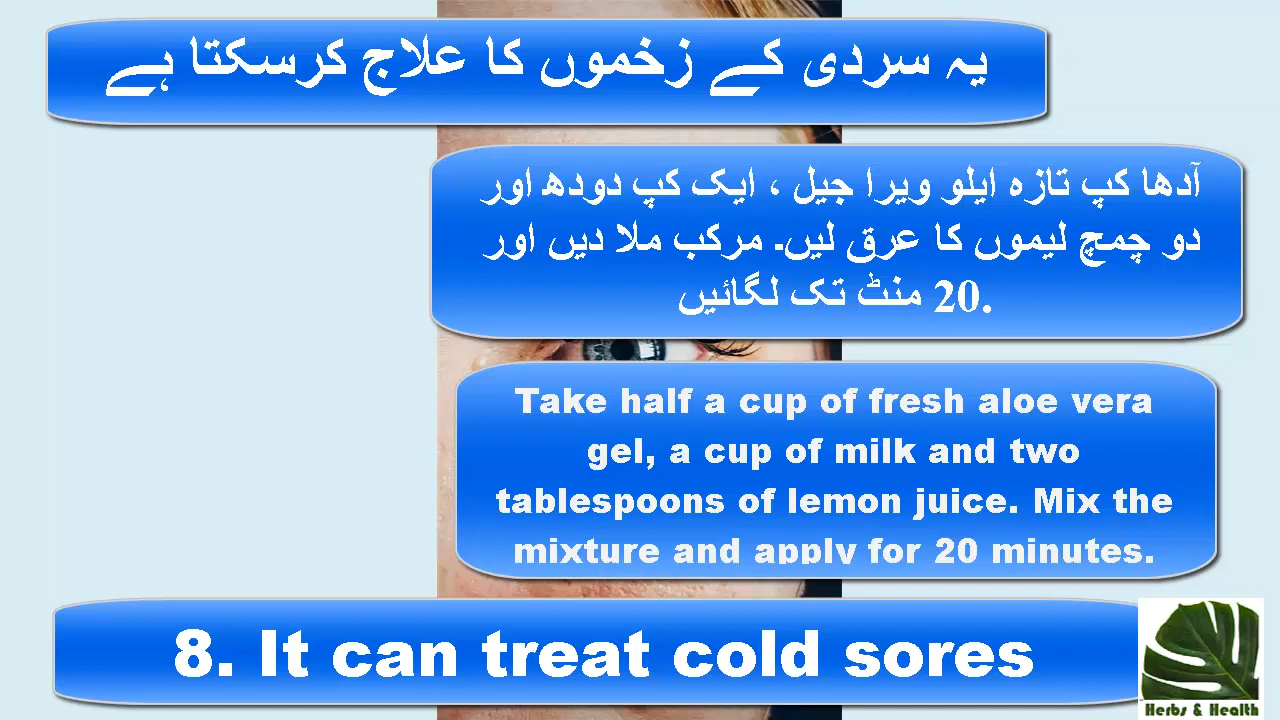 یہ سردی کے زخموں کا علاج کرسکتا ہے
آدھا کپ تازہ ایلو ویرا جیل ، ایک کپ دودھ اور
دو چمچ لیموں کا عرق لیں۔ مرکب ملا دیں اور
20 منٹ تک لگائیں.
Take half a cup of fresh aloe vera
gel, a cup of milk and two
tablespoons of lemon juice. Mix the
mixture and apply for 20 minutes.
8. It can treat cold sores
Herbs & Health